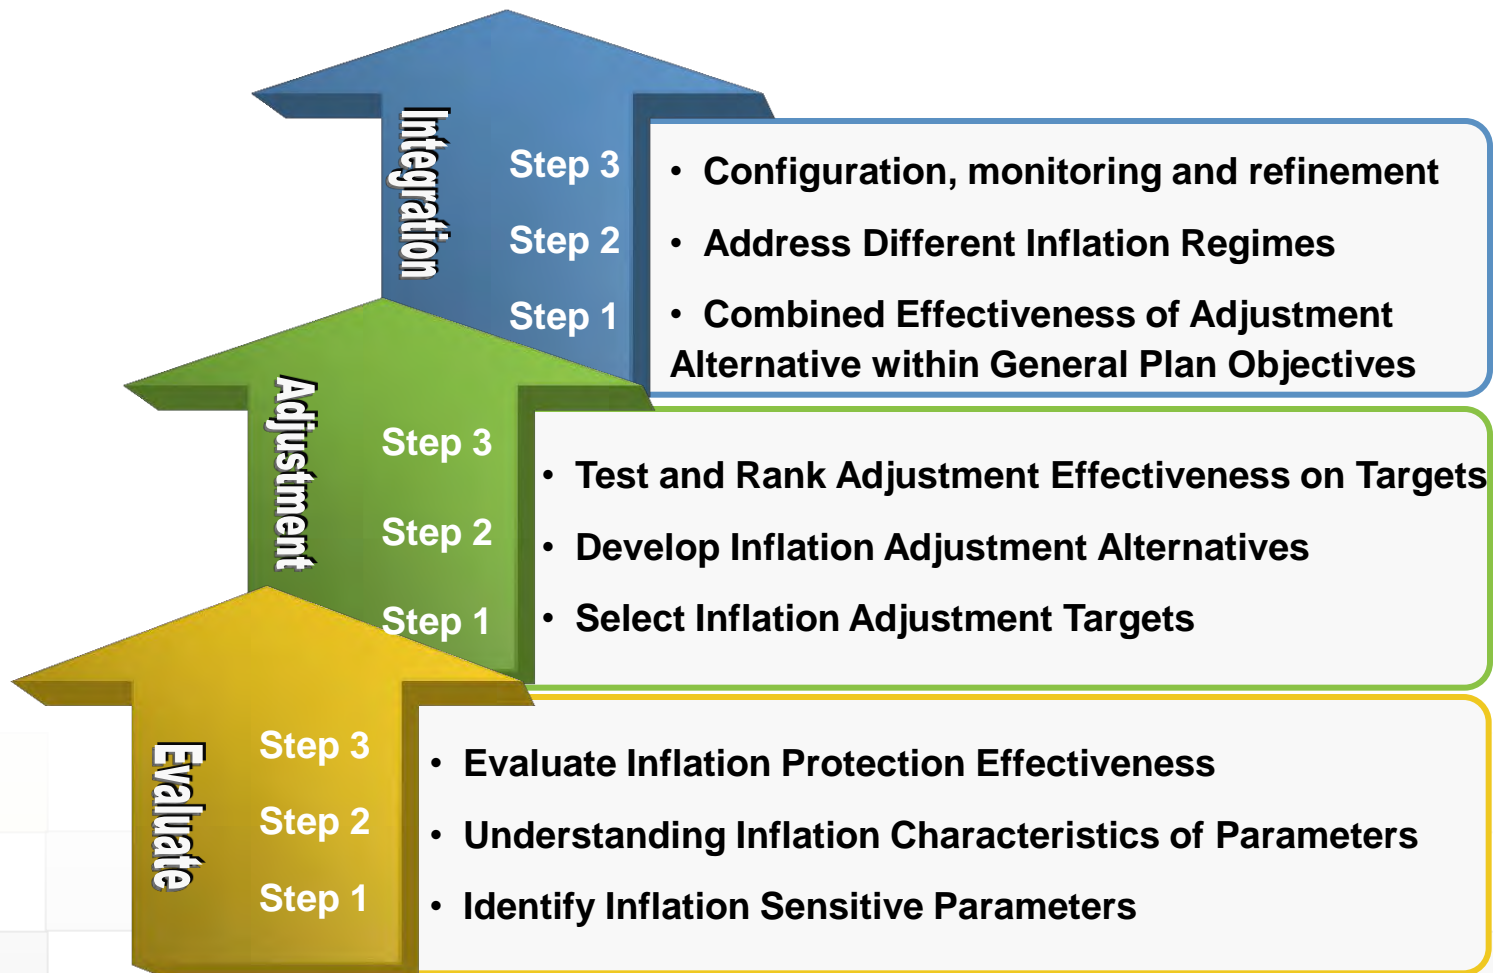 Integration
Step 3
• Configuration, monitoring and refinement
Step 2
• Address Different Inflation Regimes
Step 1
• Combined Effectiveness of Adjustment
Alternative within General Plan Objectives
Adjustment
Step 3
• Test and Rank Adjustment Effectiveness on Targets
Step 2
• Develop Inflation Adjustment Alternatives
Step 1
• Select Inflation Adjustment Targets
Evaluate
Step 3
• Evaluate Inflation Protection Effectiveness
Step 2
• Understanding Inflation Characteristics of Parameters
Step 1
• Identify Inflation Sensitive Parameters